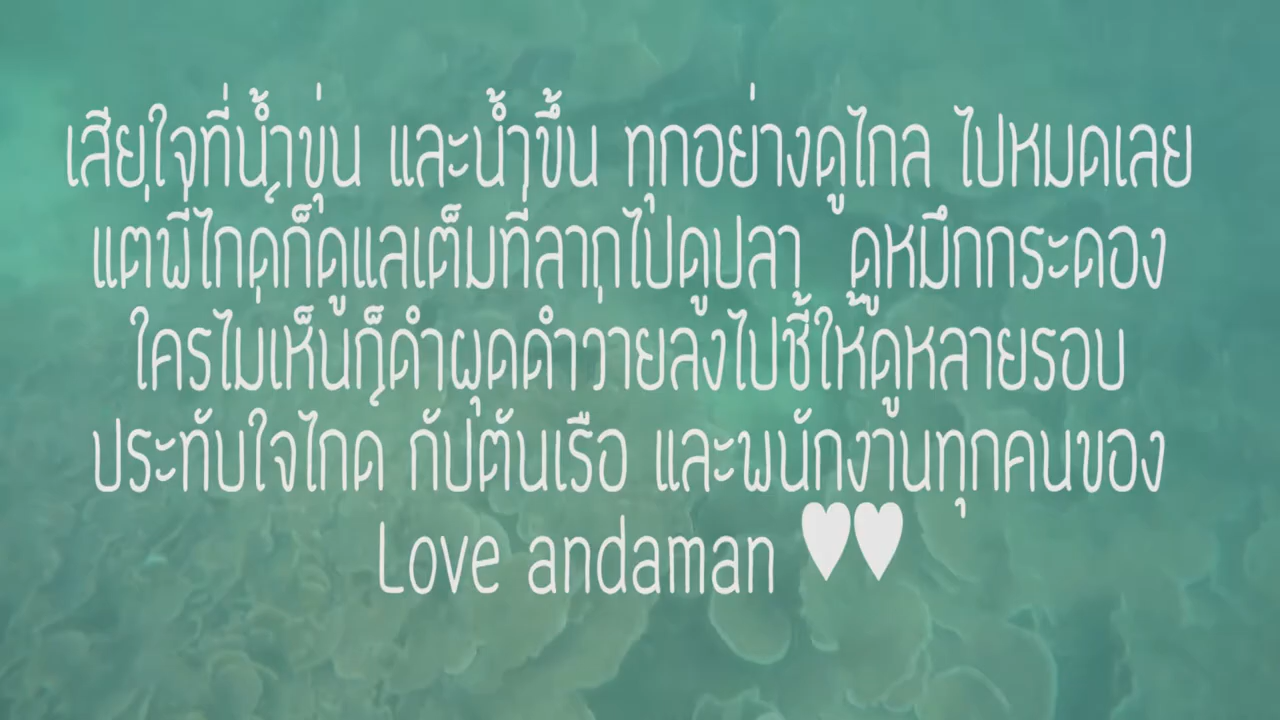 เสียใจที่น้ำขุ่น และน้ำขึ้น ทุกอย่างดูไกล ไปหมดเลย
แต่พี่ไกด์ก็ดูแลเต็มที่ลากไปดูปลา ดูหมึกกระดอง
ใครไม่เห็นก็ดำผุดดำว่ายลงไปชี้ให้ดูหลายรอบ
ประทับใจไกด์ กัปตันเรือ และพนักงานทุกคนของ
Love andaman ♥♥